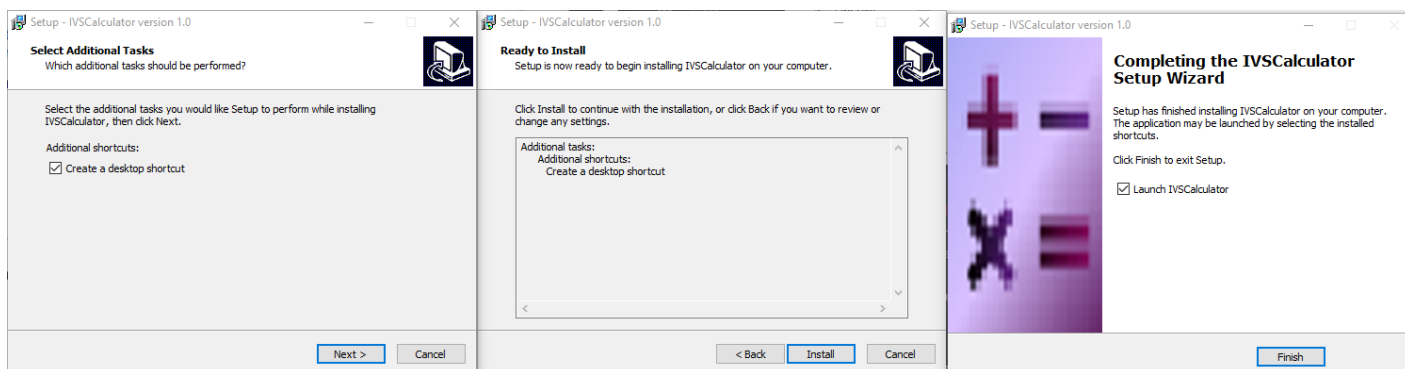 Setup - IVSCalculator version 1.0
Select Additional Tasks
Which additional tasks should be performed?
Select the additional tasks you would like Setup to perform while installing
IVSCalculator, then click Next.
Additional shortcuts:
Create a desktop shortcut
Next >
Cancel
Setup - IVSCalculator version 1.0
Ready to Install
Setup is now ready to begin installing IVSCalculator on your computer.
Click Install to continue with the installation, or click Back if you want to review or
change any settings.
Additional tasks:
Additional shortcuts:
Create a desktop shortcut
< Back
Install
Cancel
Setup - IVSCalculator version 1.0
Completing the IVSCalculator
Setup Wizard
Setup has finished installing IVSCalculator on your computer.
The application may be launched by selecting the installed
shortcuts.
Click Finish to exit Setup.
Launch IVSCalculator
Finish